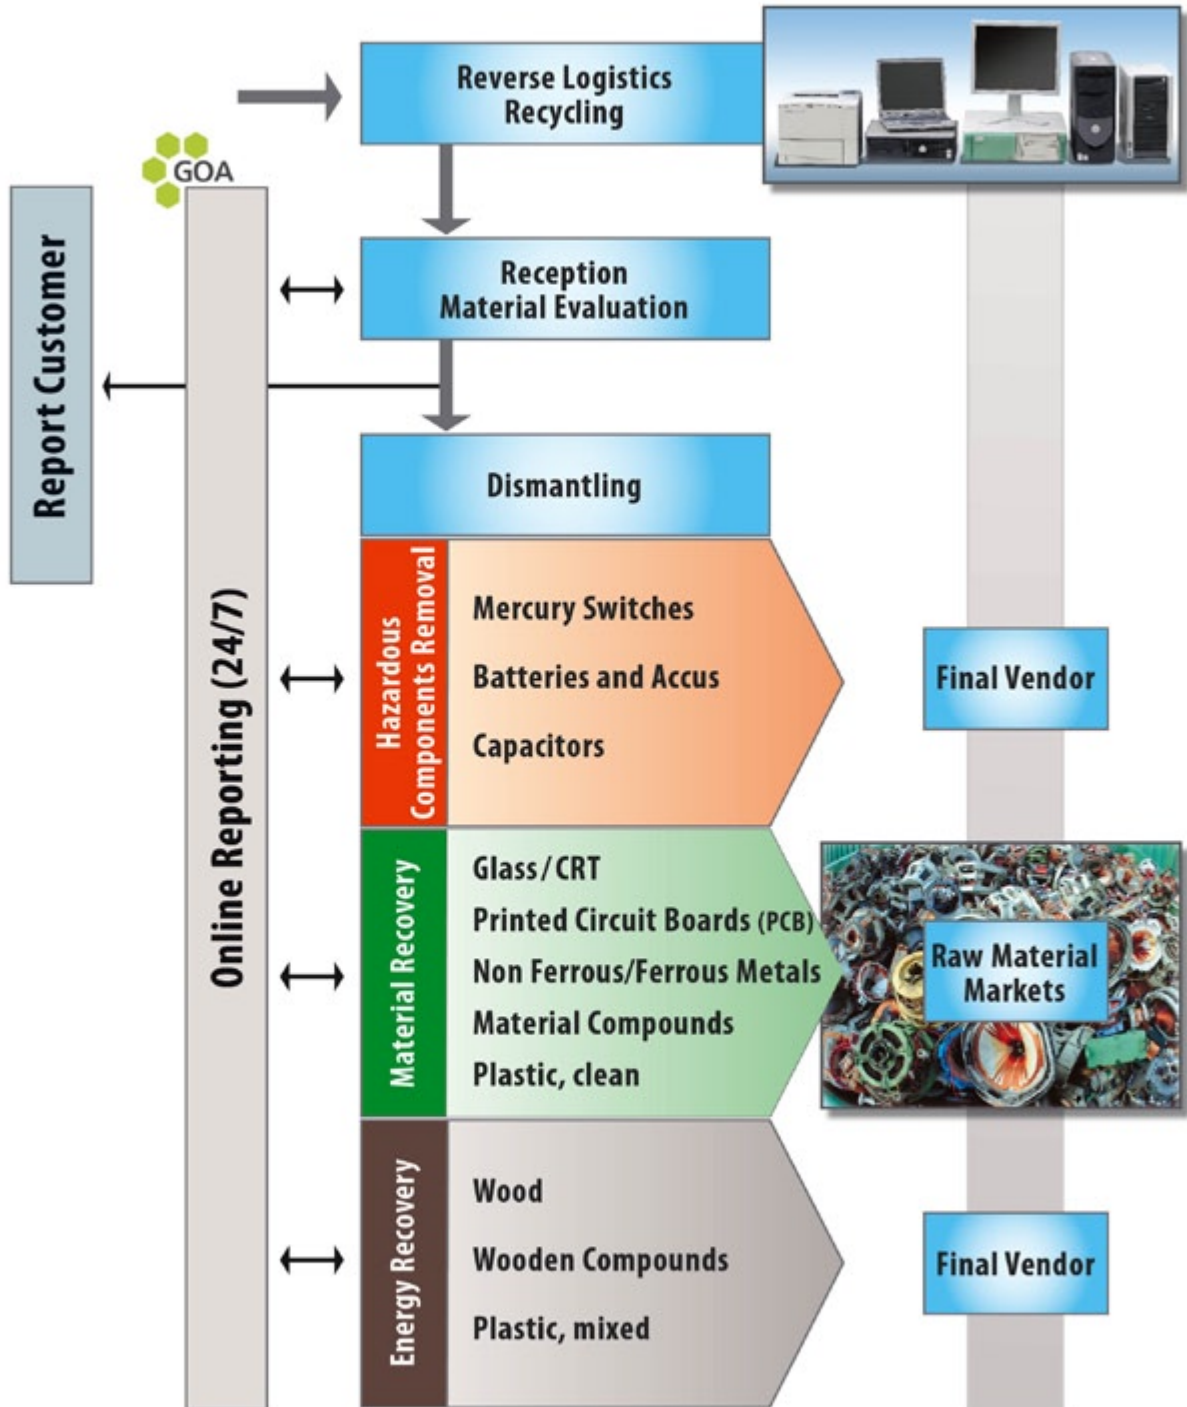 Reverse Logistics
Recycling
GOA
Report Customer
Online Reporting (24/7)
Reception
Material Evaluation
Dismantling
Hazardous
Components Removal
Mercury Switches
Batteries and Accus
Capacitors
Final Vendor
Material Recovery
Glass/CRT
Printed Circuit Boards (PCB)
Non Ferrous/Ferrous Metals
Material Compounds
Plastic, clean
Raw Material
Markets
Energy Recovery
Wood
Wooden Compounds
Plastic, mixed
Final Vendor